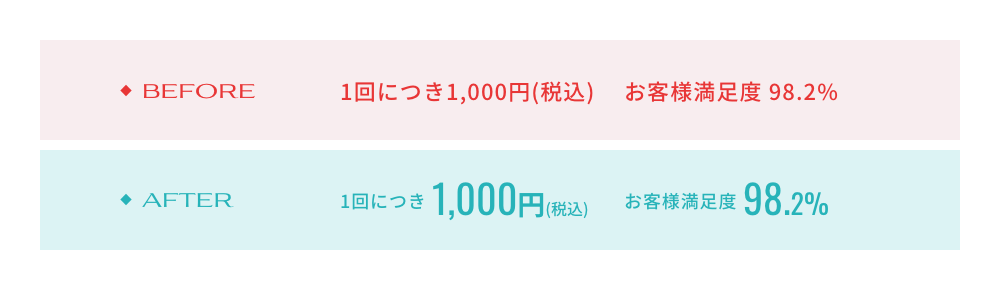 ◆ BEFORE 1回につき1,000円(税込) お客様満足度 98.2%
◆ AFTER 1回につき 1,000円(税込) お客様満足度 98.2%